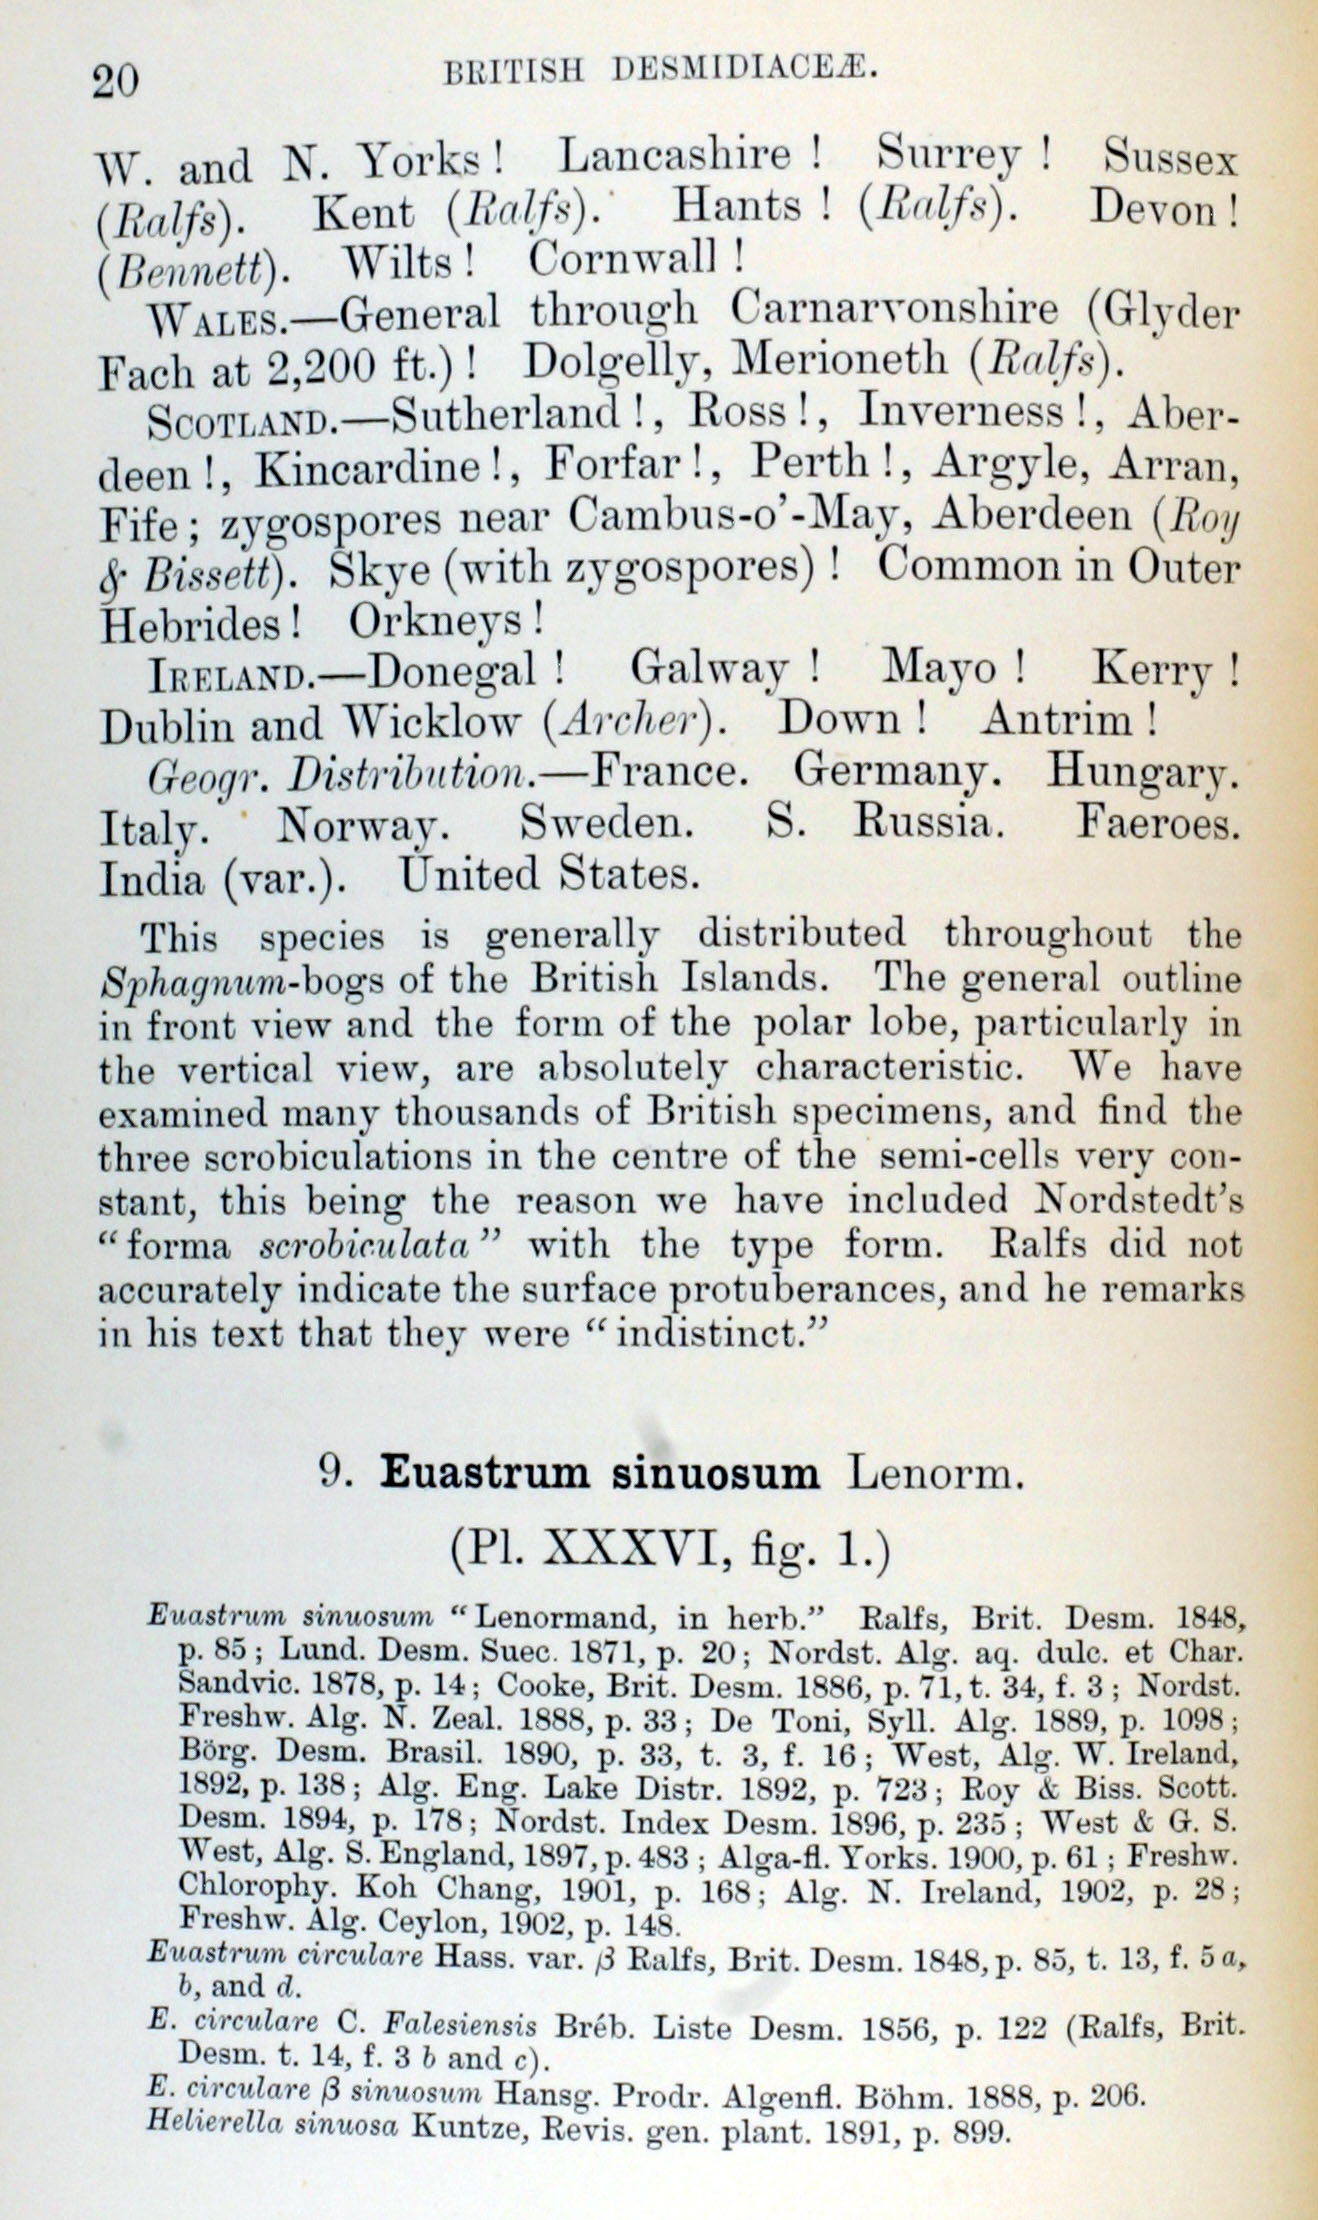 20
BRITISH DESMIDIACEÆ.
W. and N. Yorks! Lancashire! Surrey! Sussex
(Ralfs). Kent (Ralfs). Hants! (Ralfs). Devon!
(Bennett). Wilts! Cornwall!
WALES.—General through Carnarvonshire (Glyder
Fach at 2,200 ft.)! Dolgelly, Merioneth (Ralfs).
SCOTLAND.—Sutherland!, Ross!, Inverness!, Aber-
deen!, Kincardine!, Forfar!, Perth!, Argyle, Arran,
Fife; zygospores near Cambus-o'-May, Aberdeen (Roy
& Bissett). Skye (with zygospores)! Common in Outer
Hebrides! Orkneys!
IRELAND.—Donegal! Galway! Mayo! Kerry!
Dublin and Wicklow (Archer). Down! Antrim!
Geogr. Distribution.—France. Germany. Hungary.
Italy. Norway. Sweden. S. Russia. Faeroes.
India (var.). United States.
This species is generally distributed throughout the
Sphagnum-bogs of the British Islands. The general outline
in front view and the form of the polar lobe, particularly in
the vertical view, are absolutely characteristic. We have
examined many thousands of British specimens, and find the
three scrobiculations in the centre of the semi-cells very con-
stant, this being the reason we have included Nordstedt's
"forma scrobiculata" with the type form. Ralfs did not
accurately indicate the surface protuberances, and he remarks
in his text that they were "indistinct."
9. Euastrum sinuosum Lenorm.
(Pl. XXXVI, fig. 1.)
Euastrum sinuosum "Lenormand, in herb." Ralfs, Brit. Desm. 1848,
p. 85; Lund. Desm. Suec. 1871, p. 20; Nordst. Alg. aq. dulc. et Char.
Sandvic. 1878, p. 14; Cooke, Brit. Desm. 1886, p. 71, t. 34, f. 3; Nordst.
Freshw. Alg. N. Zeal. 1888, p. 33; De Toni, Syll. Alg. 1889, p. 1098;
Börg. Desm. Brasil. 1890, p. 33, t. 3, f. 16; West, Alg. W. Ireland,
1892, p. 138; Alg. Eng. Lake Distr. 1892, p. 723; Roy & Biss. Scott.
Desm. 1894, p. 178; Nordst. Index Desm. 1896, p. 235; West & G. S.
West, Alg. S. England, 1897, p. 483; Alga-fl. Yorks. 1900, p. 61; Freshw.
Chlorophy. Koh Chang, 1901, p. 168; Alg. N. Ireland, 1902, p. 28;
Freshw. Alg. Ceylon, 1902, p. 148.
Euastrum circulare Hass. var. β Ralfs, Brit. Desm. 1848, p. 85, t. 13, f. 5 a,
b, and d.
E. circulare C. Falesiensis Bréb. Liste Desm. 1856, p. 122 (Ralfs, Brit.
Desm. t. 14, f. 3 b and c).
E. circulare β sinuosum Hansg. Prodr. Algenfl. Böhm. 1888, p. 206.
Helierella sinuosa Kuntze, Revis. gen. plant. 1891, p. 899.